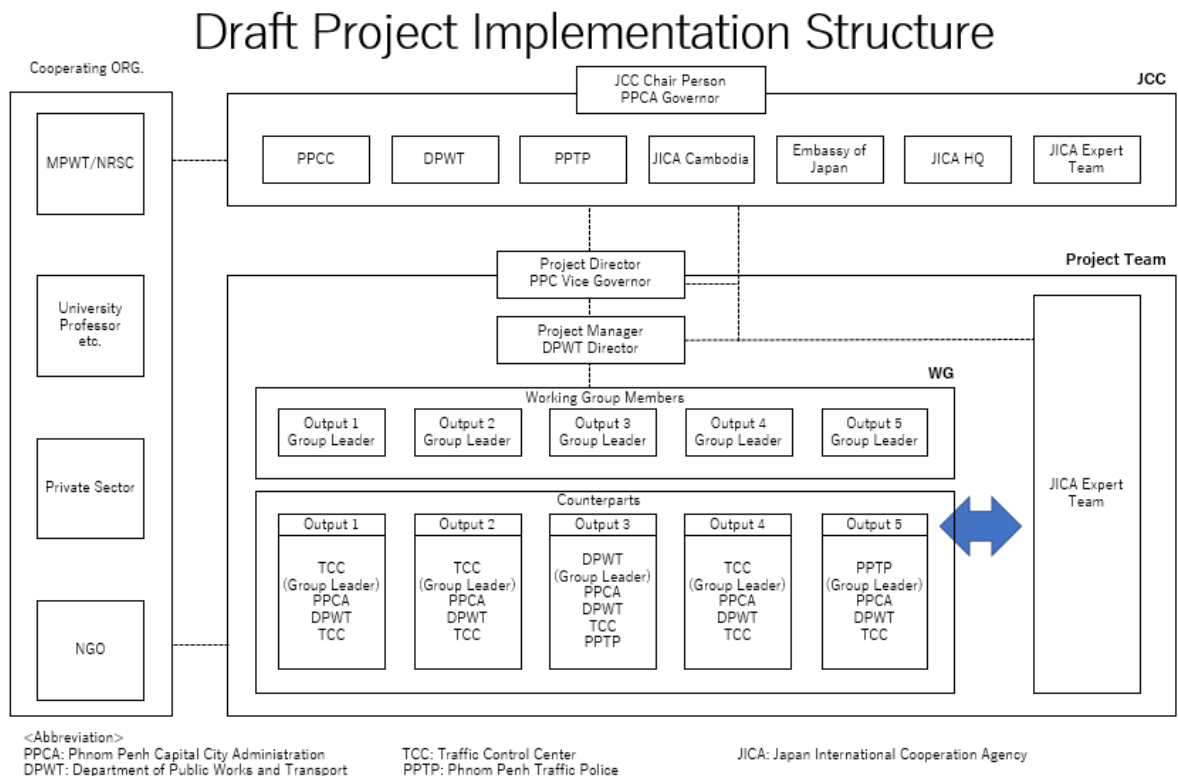 Draft Project Implementation Structure
Cooperating ORG.
MPWT/NRSC
University
Professor
etc.
Private Sector
NGO
JCC
JCC Chair Person
PPCA Governor
PPCC
DPWT
PPTP
JICA Cambodia
Embassy of
Japan
JICA HQ
JICA Expert
Team
Project Team
Project Director
PPC Vice Governor
Project Manager
DPWT Director
WG
Working Group Members
Output 1
Group Leader
Output 2
Group Leader
Output 3
Group Leader
Output 4
Group Leader
Output 5
Group Leader
Counterparts
Output 1
TCC
(Group Leader)
PPCA
DPWT
TCC
Output 2
TCC
(Group Leader)
PPCA
DPWT
TCC
Output 3
DPWT
(Group Leader)
PPCA
DPWT
TCC
PPTP
Output 4
TCC
(Group Leader)
PPCA
DPWT
TCC
Output 5
PPTP
(Group Leader)
PPCA
DPWT
TCC
JICA Expert
Team
<Abbreviation>
PPCA: Phnom Penh Capital City Administration
DPWT: Department of Public Works and Transport
TCC: Traffic Control Center
PPTP: Phnom Penh Traffic Police
JICA: Japan International Cooperation Agency